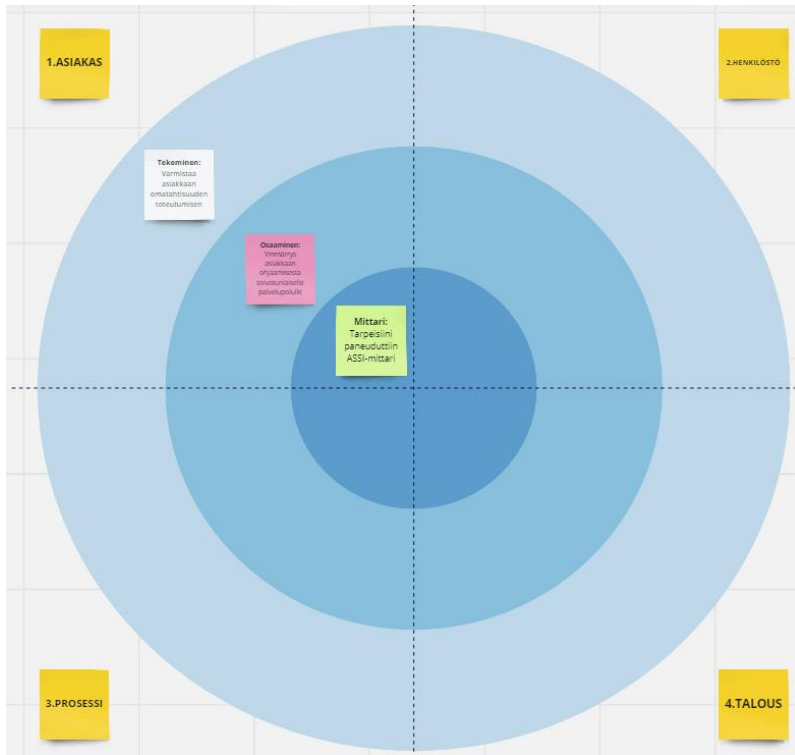 1.ASIAKAS
2.HENKILÖSTÖ
Tekeminen:
Varmistaa
asiakkaan
omatahtisuuden
toteutumisen
Osaaminen:
Ymmärrys
asiakkaan
ohjaamisesta
toivotunlaiselle
palvelupolulle
Mittari:
Tarpeisiini
paneuduttiin
ASSI-mittari
3.PROSESSI
4.TALOUS